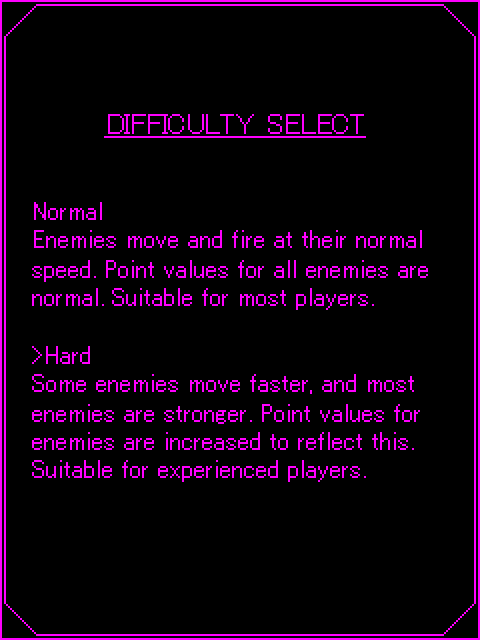 DIFFICULTY SELECT
Normal
Enemies move and fire at their normal
speed. Point values for all enemies are
normal. Suitable for most players.
>Hard
Some enemies move faster, and most
enemies are stronger. Point values for
enemies are increased to reflect this.
Suitable for experienced players.